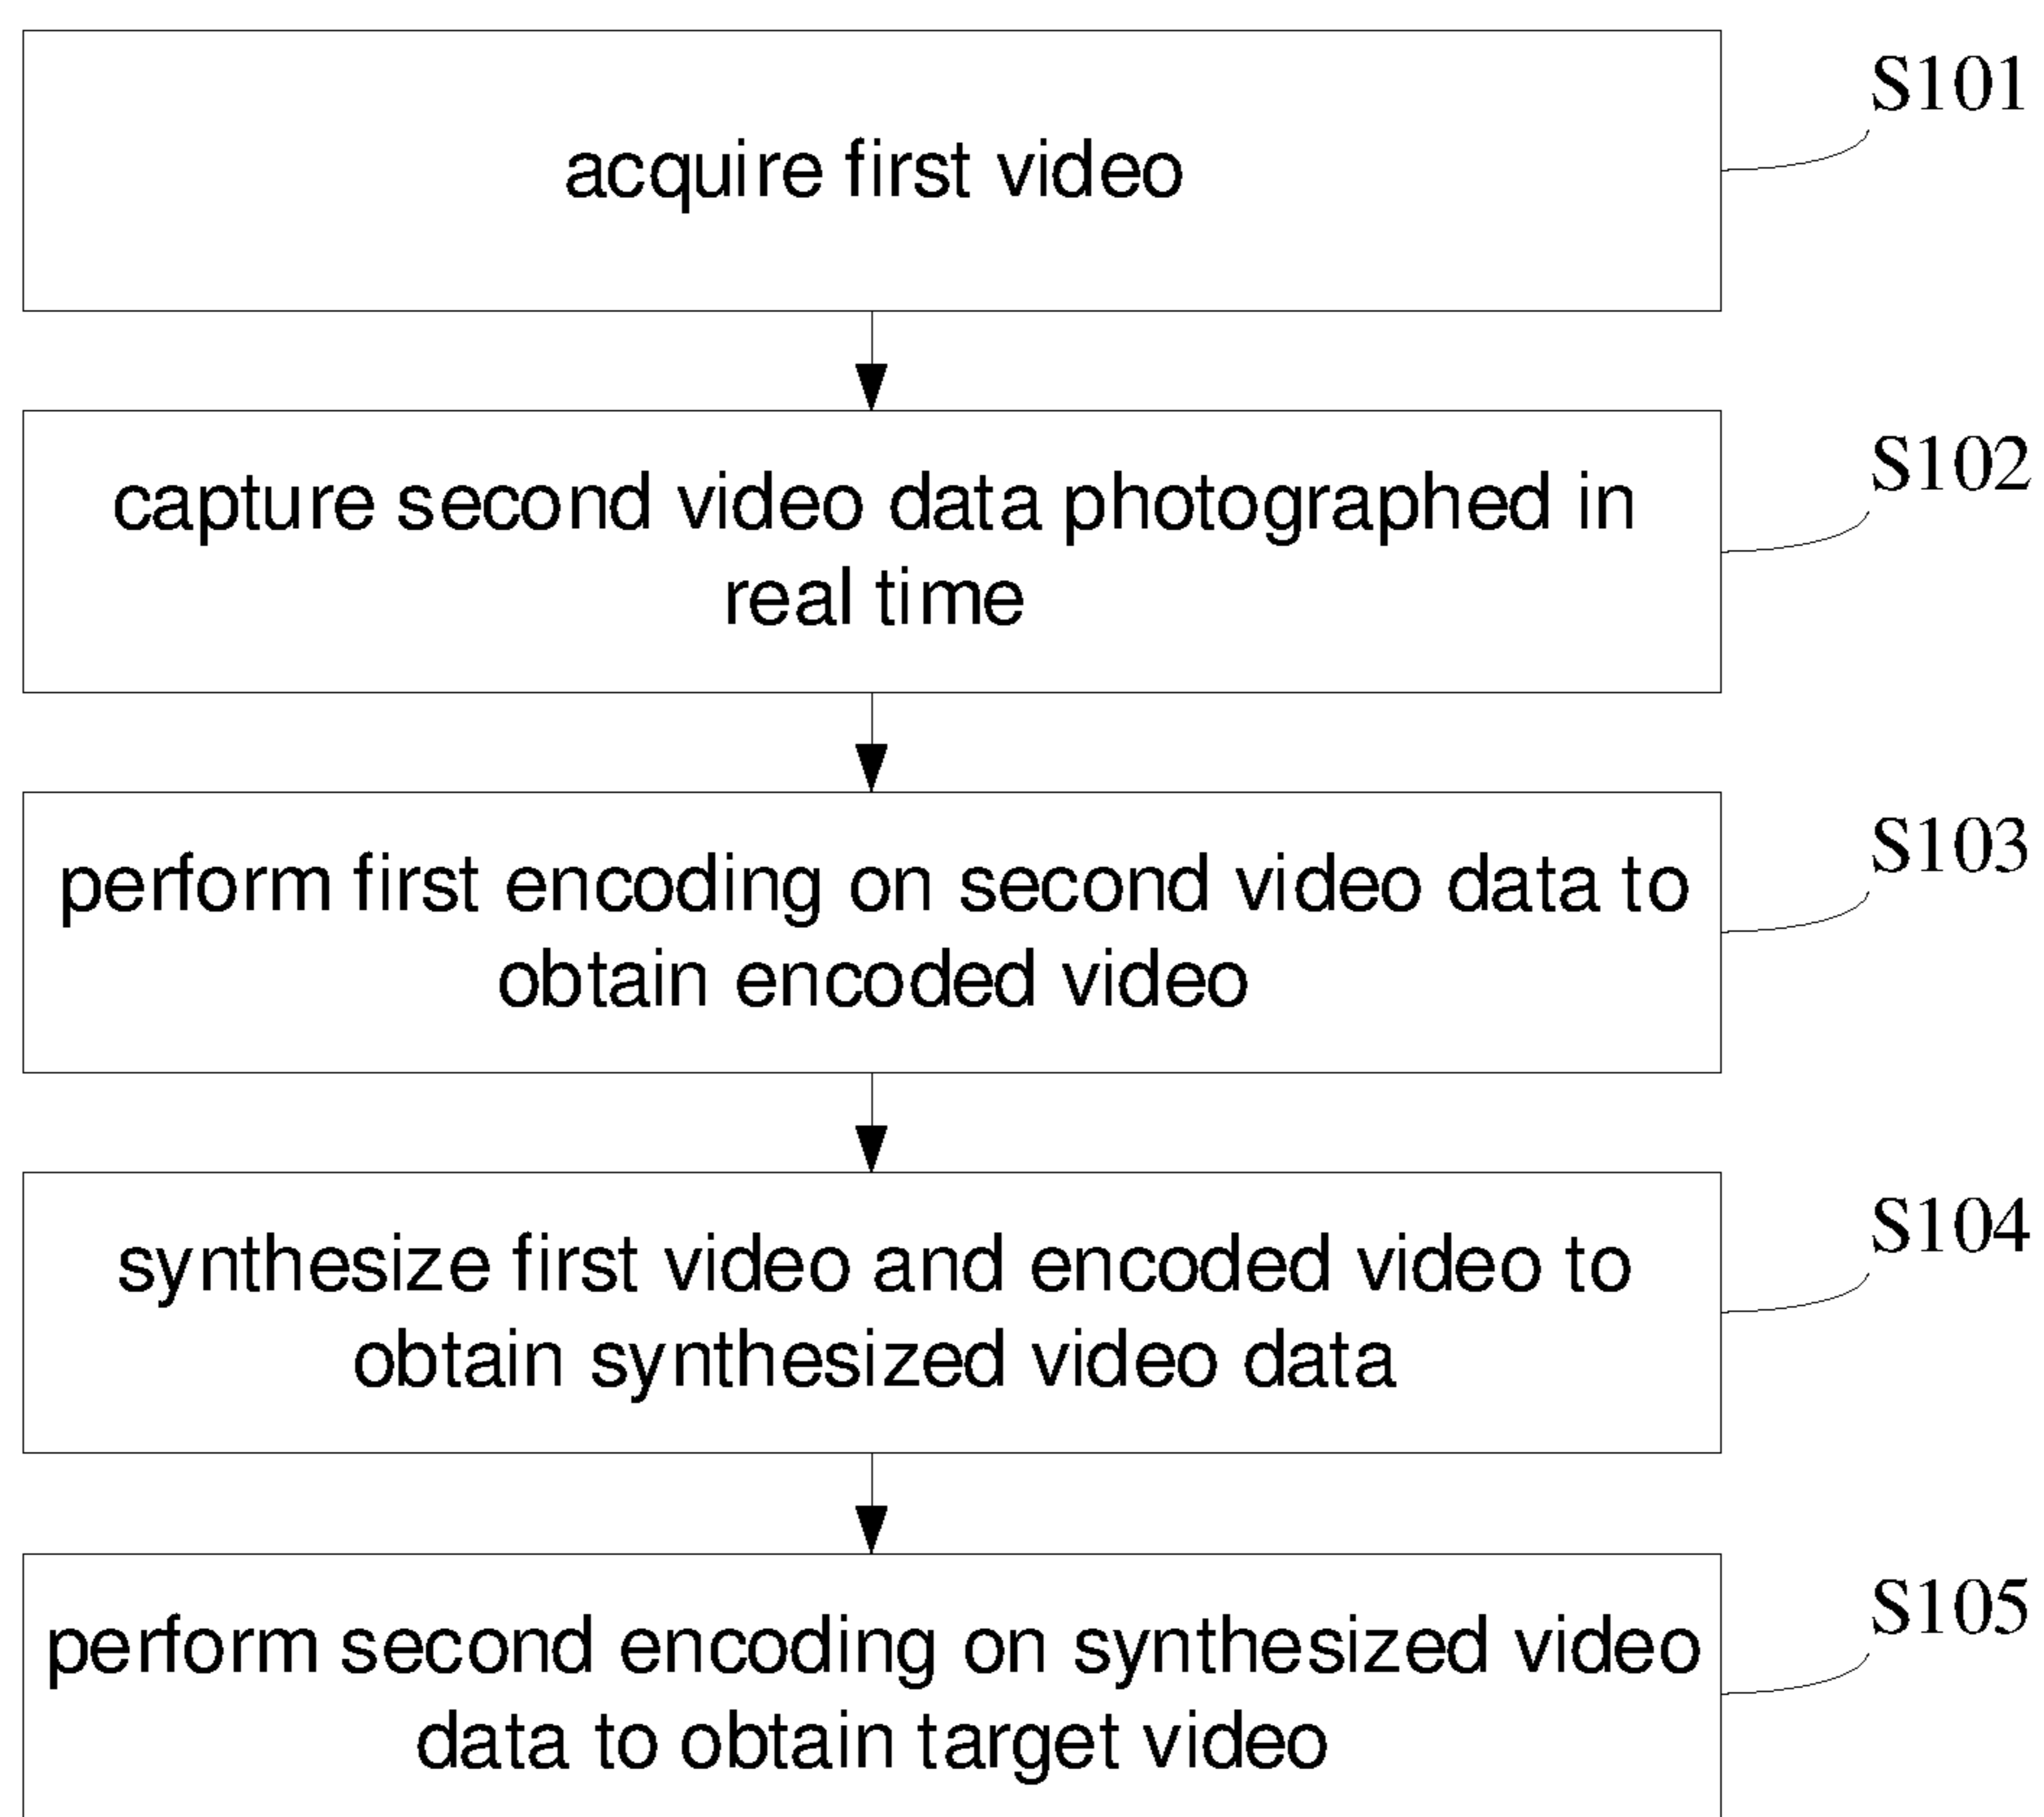 acquire first video
S101
capture second video data photographed in
real time
S102
perform first encoding on second video data to
obtain encoded video
S103
synthesize first video and encoded video to
obtain synthesized video data
S104
perform second encoding on synthesized video
data to obtain target video
S105